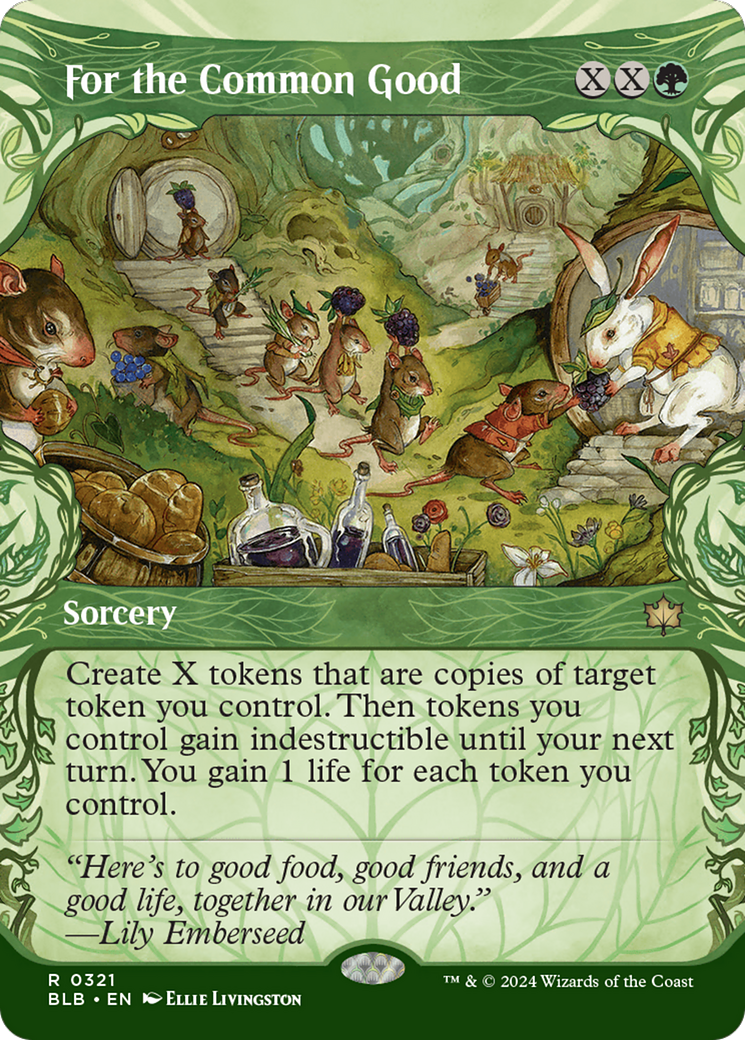 For the Common Good XXG
Sorcery
Create X tokens that are copies of target
token you control. Then tokens you
control gain indestructible until your next
turn. You gain 1 life for each token you
control.
“Here’s to good food, good friends, and a
good life, together in our Valley.”
—Lily Emberseed
R 0321
™ & © 2024 Wizards of the Coast
BLB • EN Ellie Livingston